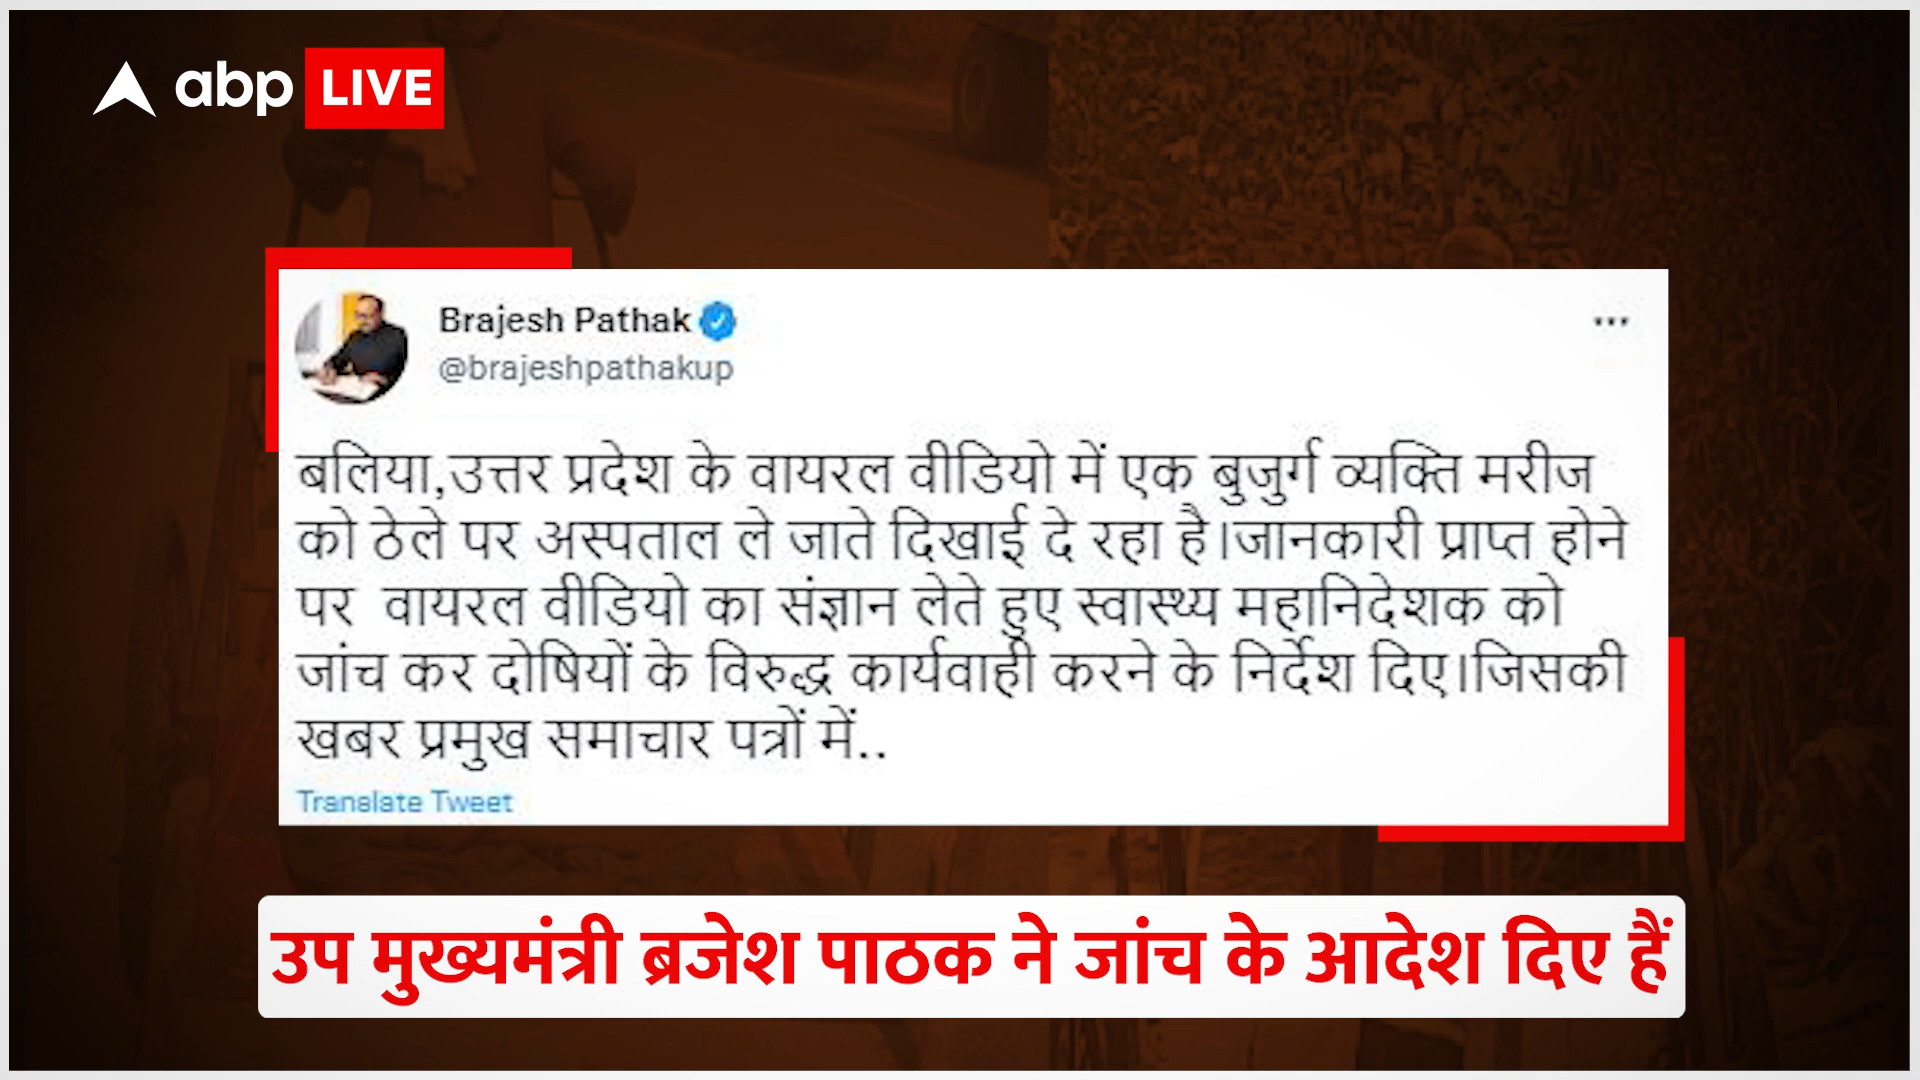 abp LIVE
Brajesh Pathak
@brajeshpathakup
बलिया,उत्तर प्रदेश के वायरल वीडियो में एक बुजुर्ग व्यक्ति मरीज
को ठेले पर अस्पताल ले जाते दिखाई दे रहा है।जानकारी प्राप्त होने
पर  वायरल वीडियो का संज्ञान लेते हुए स्वास्थ्य महानिदेशक को
जांच कर दोषियों के विरुद्ध कार्यवाही करने के निर्देश दिए।जिसकी
खबर प्रमुख समाचार पत्रों में..
Translate Tweet
उप मुख्यमंत्री ब्रजेश पाठक ने जांच के आदेश दिए हैं